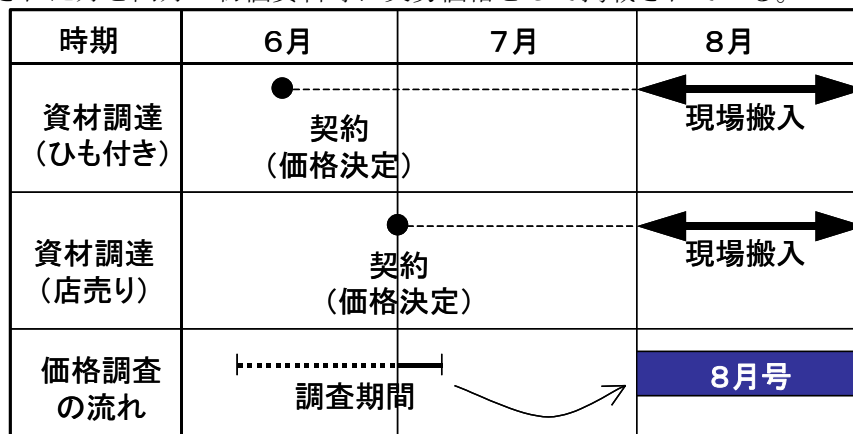 時期 6月 7月 8月
資材調達
（ひも付き）
契約
（価格決定）
現場搬入
資材調達
（店売り）
契約
（価格決定）
現場搬入
価格調査
の流れ
調査期間
8月号